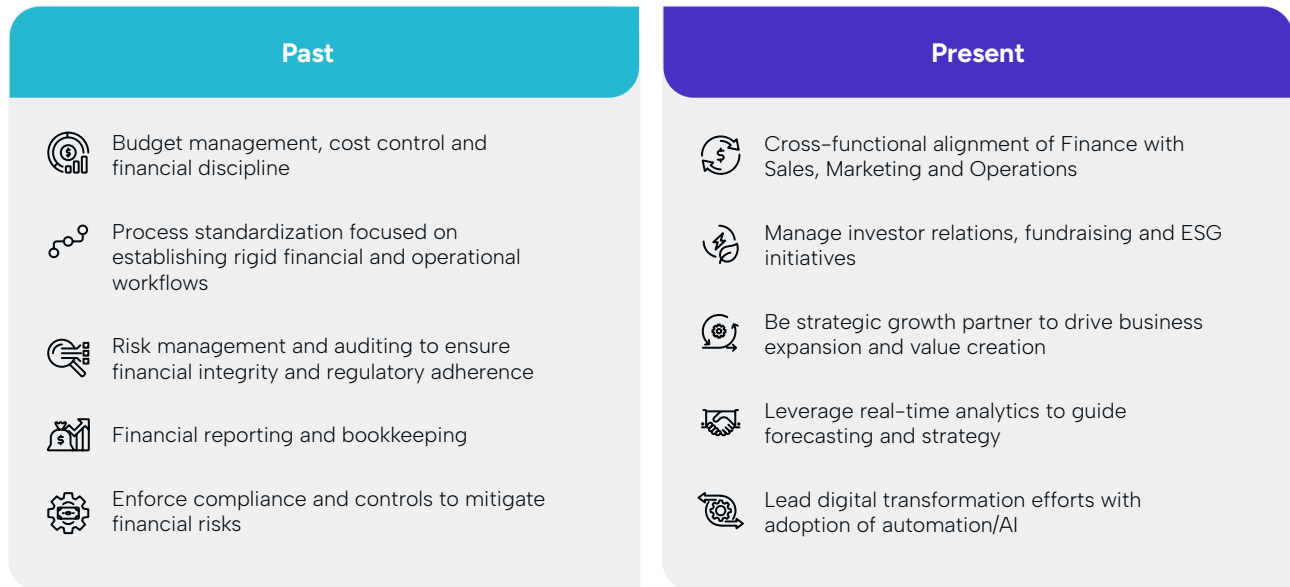 Past
Budget management, cost control and
financial discipline
Process standardization focused on
establishing rigid financial and operational
workflows
Risk management and auditing to ensure
financial integrity and regulatory adherence
Financial reporting and bookkeeping
Enforce compliance and controls to mitigate
financial risks
Present
Cross-functional alignment of Finance with
Sales, Marketing and Operations
Manage investor relations, fundraising and ESG
initiatives
Be strategic growth partner to drive business
expansion and value creation
Leverage real-time analytics to guide
forecasting and strategy
Lead digital transformation efforts with
adoption of automation/AI